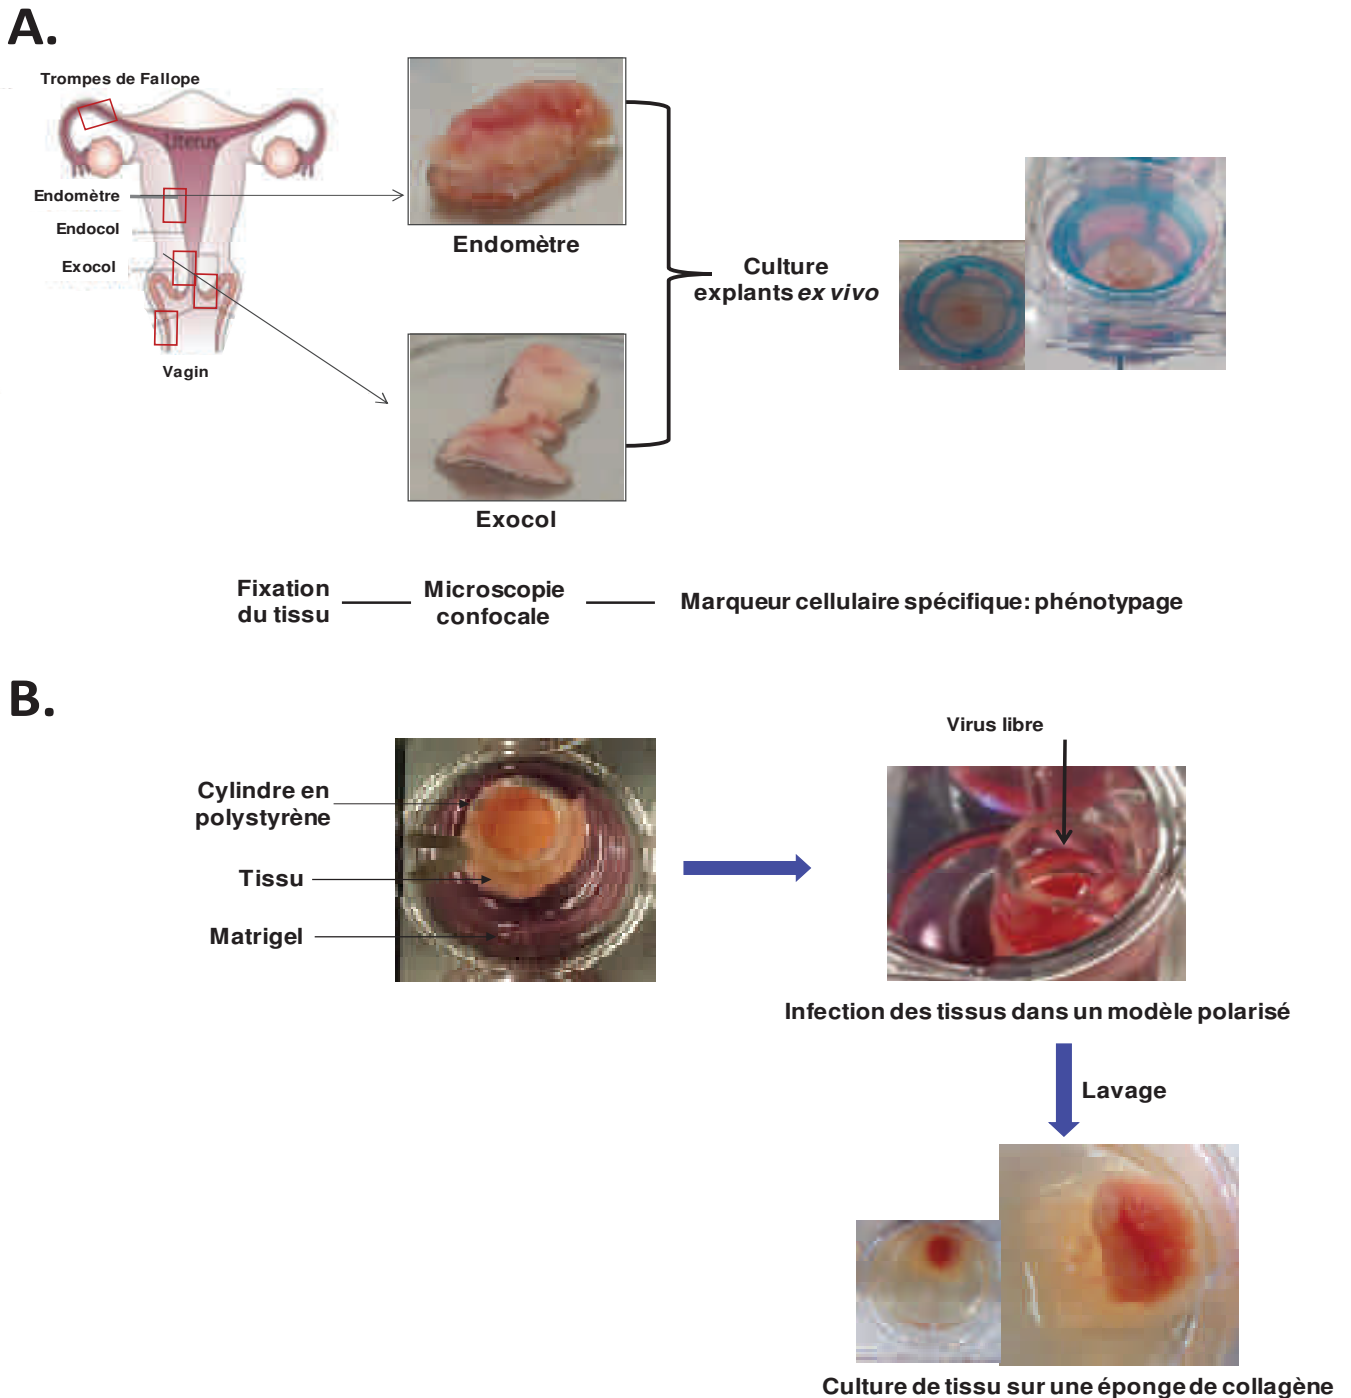 A.
Trompes de Fallope
Uterus
Endomètre
Endocol
Exocol
Vagin
Endomètre
Exocol
Culture
explants ex vivo
Fixation
du tissu
Microscopie
confocale
Marqueur cellulaire spécifique: phénotypage
B.
Cylindre en
polystyrène
Tissu
Matrigel
Virus libre
Infection des tissus dans un modèle polarisé
Lavage
Culture de tissu sur une éponge de collagène